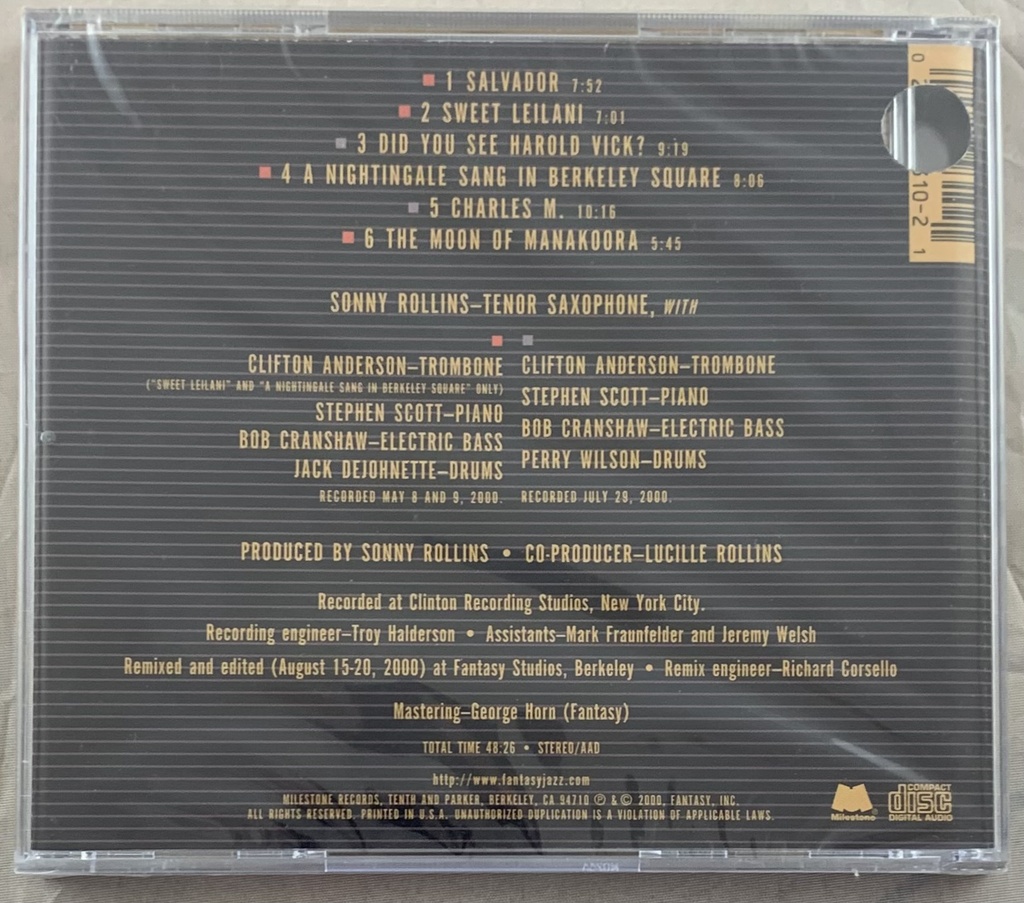 1 SALVADOR 7:52
2 SWEET LEILANI 7:01
3 DID YOU SEE HAROLD VICK? 9:19
4 A NIGHTINGALE SANG IN BERKELEY SQUARE 8:06
5 CHARLES M. 10:16
6 THE MOON OF MANAKOORA 5:45
SONNY ROLLINS–TENOR SAXOPHONE, WITH
CLIFTON ANDERSON–TROMBONE
("SWEET LEILANI" AND "A NIGHTINGALE SANG IN BERKELEY SQUARE" ONLY)
STEPHEN SCOTT–PIANO
BOB CRANSHAW–ELECTRIC BASS
JACK DEJOHNETTE–DRUMS
RECORDED MAY 8 AND 9, 2000.
CLIFTON ANDERSON–TROMBONE
STEPHEN SCOTT–PIANO
BOB CRANSHAW–ELECTRIC BASS
PERRY WILSON–DRUMS
RECORDED JULY 29, 2000.
PRODUCED BY SONNY ROLLINS • CO-PRODUCER–LUCILLE ROLLINS
Recorded at Clinton Recording Studios, New York City.
Recording engineer–Troy Halderson • Assistants–Mark Fraunfelder and Jeremy Welsh
Remixed and edited (August 15-20, 2000) at Fantasy Studios, Berkeley • Remix engineer–Richard Corsello
Mastering–George Horn (Fantasy)
TOTAL TIME 48:26 • STEREO/AAD
http://www.fantasyjazz.com
MILESTONE RECORDS, TENTH AND PARKER, BERKELEY, CA 94710 ℗ & © 2000, FANTASY, INC.
ALL RIGHTS RESERVED. PRINTED IN U.S.A. UNAUTHORIZED DUPLICATION IS A VIOLATION OF APPLICABLE LAWS.
Milestone
COMPACT
disc
DIGITAL AUDIO
10-2 1